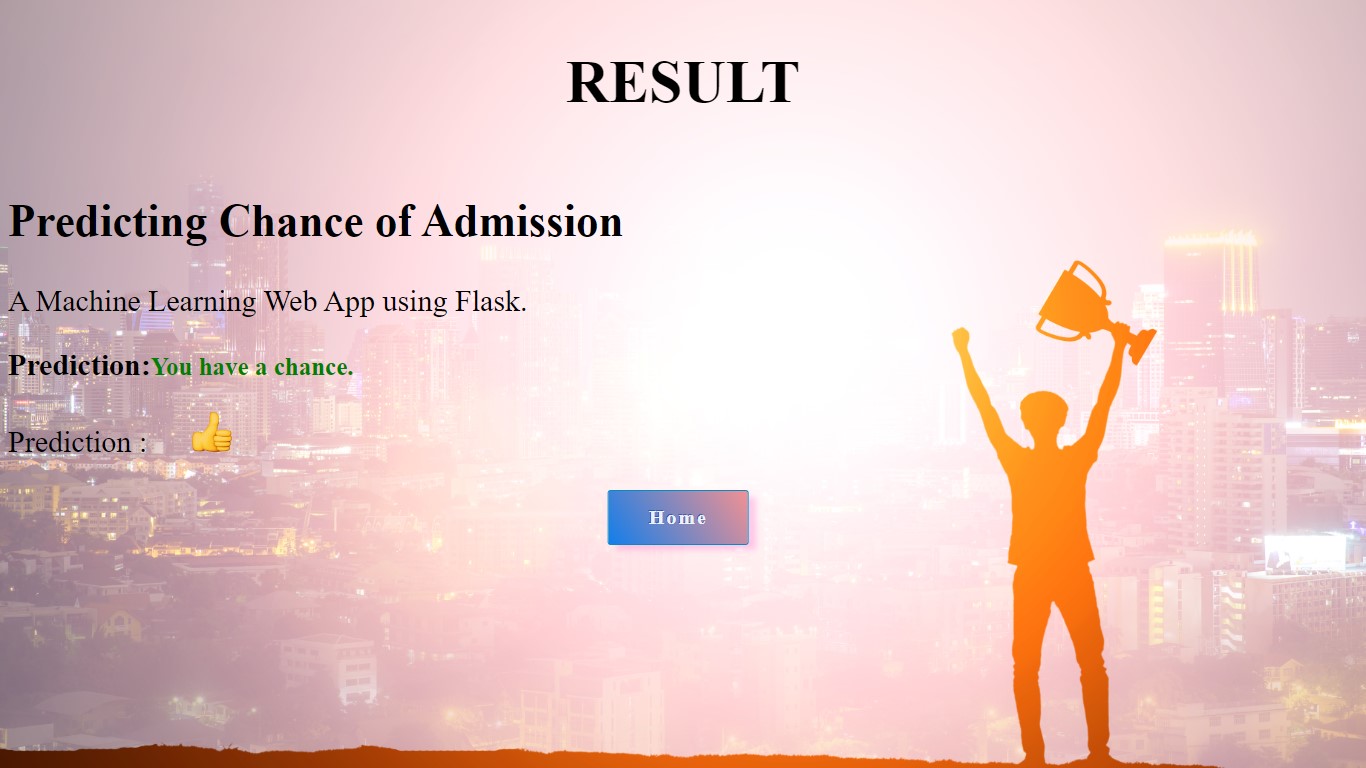 RESULT
Predicting Chance of Admission
A Machine Learning Web App using Flask.
Prediction:You have a chance.
Prediction : 👍
Home